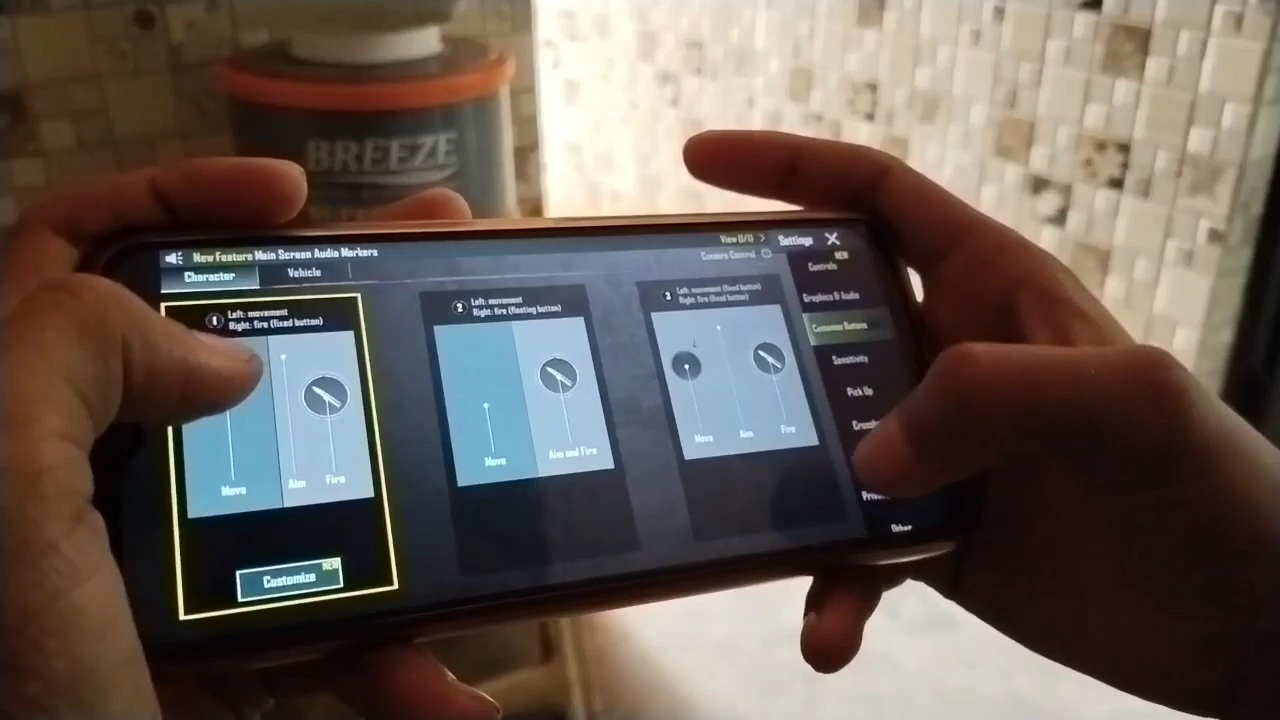 BREEZE
New Feature Main Screen Audio Markers
View (1/1) >
Settings
Character
Vehicle
Camera Control
NEW
Controls
Graphics & Audio
Customize Buttons
Sensitivity
Pick Up
Other
1
Left: movement
Right: fire (fixed button)
Move
Aim
Fire
Customize
NEW
2
Left: movement
Right: fire (floating button)
Move
Aim and Fire
3
Left: movement (fixed button)
Right: fire (fixed button)
Move
Aim
Fire